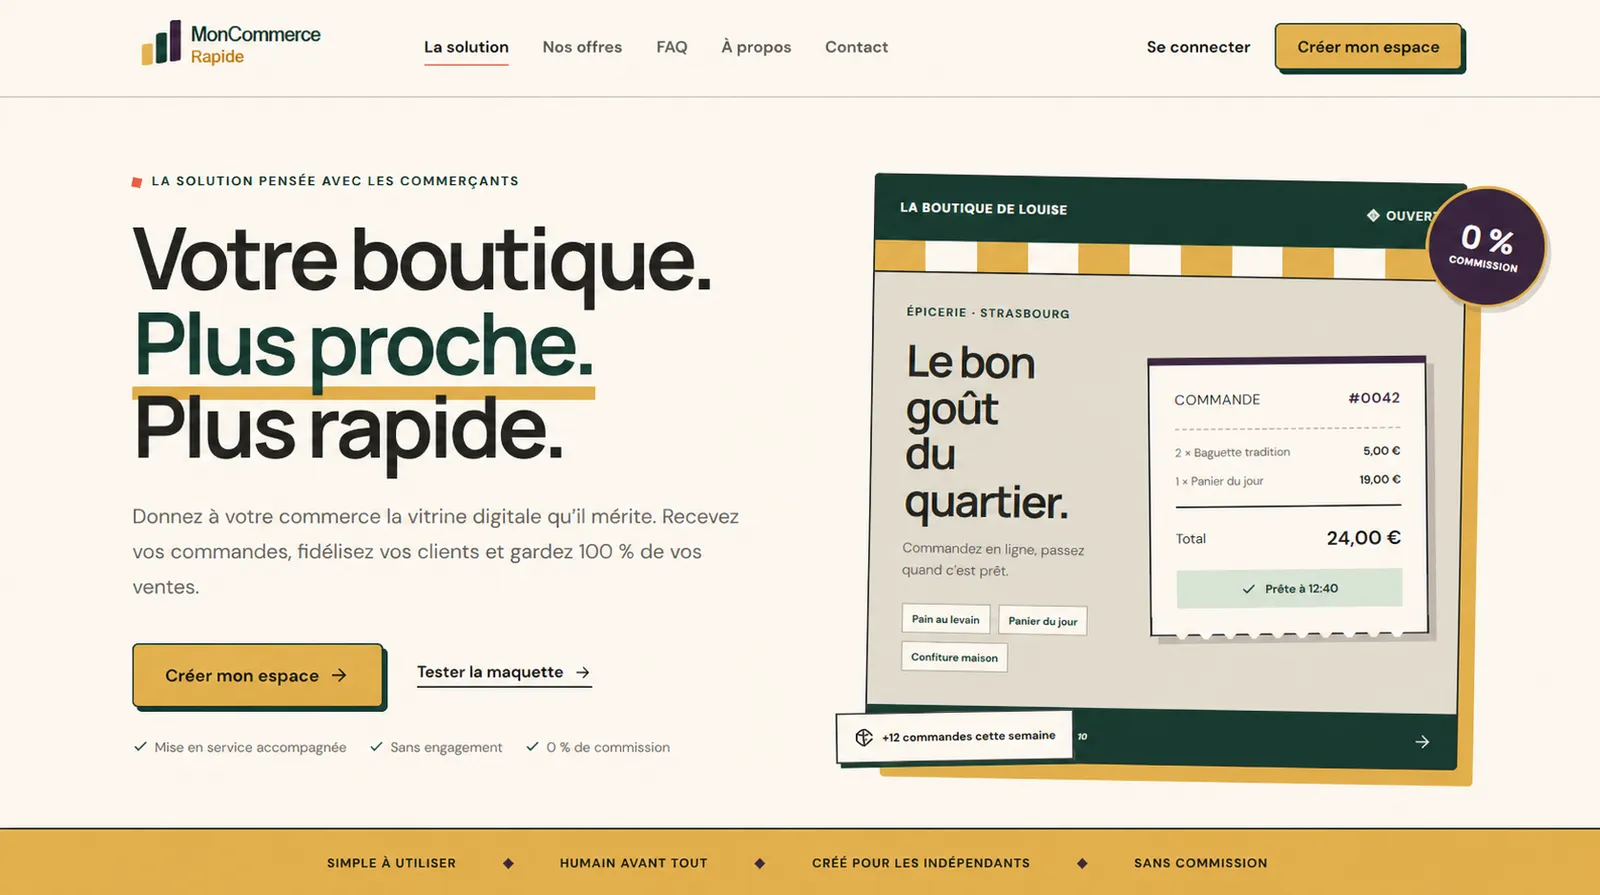 MonCommerce
Rapide
La solution
Nos offres
FAQ
À propos
Contact
Se connecter
Créer mon espace
LA SOLUTION PENSÉE AVEC LES COMMERÇANTS
Votre boutique.
Plus proche.
Plus rapide.
Donnez à votre commerce la vitrine digitale qu’il mérite. Recevez
vos commandes, fidélisez vos clients et gardez 100 % de vos
ventes.
Créer mon espace →
Tester la maquette →
Mise en service accompagnée
Sans engagement
0 % de commission
LA BOUTIQUE DE LOUISE
OUVERT
0 %
COMMISSION
ÉPICERIE · STRASBOURG
Le bon
goût
du
quartier.
Commandez en ligne, passez
quand c’est prêt.
Pain au levain
Panier du jour
Confiture maison
COMMANDE #0042
2 × Baguette tradition 5,00 €
1 × Panier du jour 19,00 €
Total 24,00 €
Prête à 12:40
+12 commandes cette semaine
10
SIMPLE À UTILISER
HUMAIN AVANT TOUT
CRÉÉ POUR LES INDÉPENDANTS
SANS COMMISSION